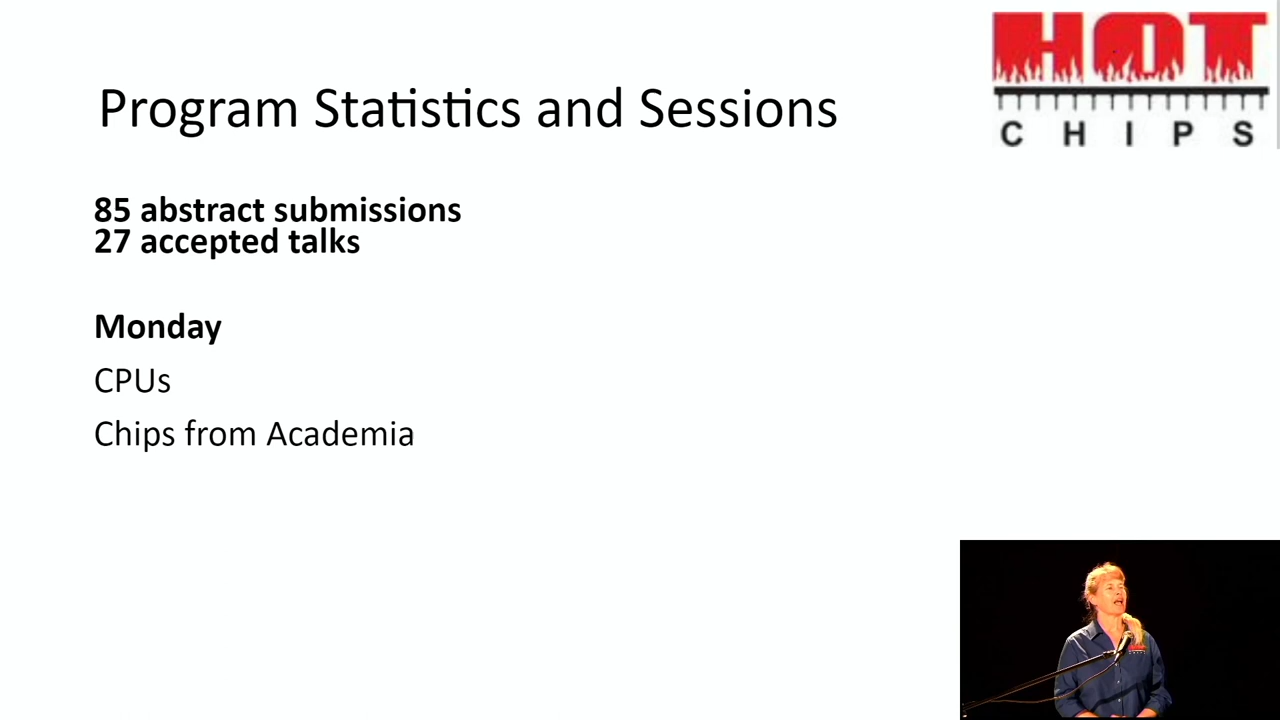 HOT
CHIPS
Program Statistics and Sessions
85 abstract submissions
27 accepted talks
Monday
CPUs
Chips from Academia